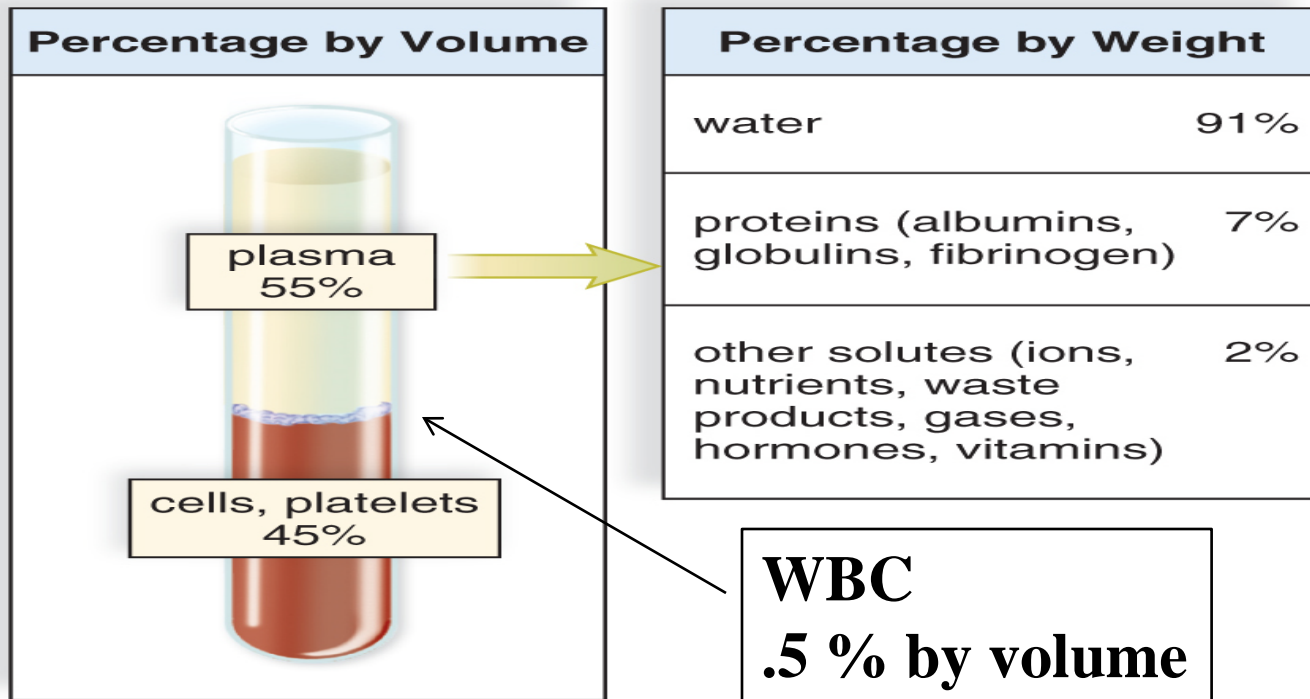 Percentage by Volume
plasma
55%
cells, platelets
45%
Percentage by Weight
water 91%
proteins (albumins, 7%
globulins, fibrinogen)
other solutes (ions, 2%
nutrients, waste
products, gases,
hormones, vitamins)
WBC
.5 % by volume